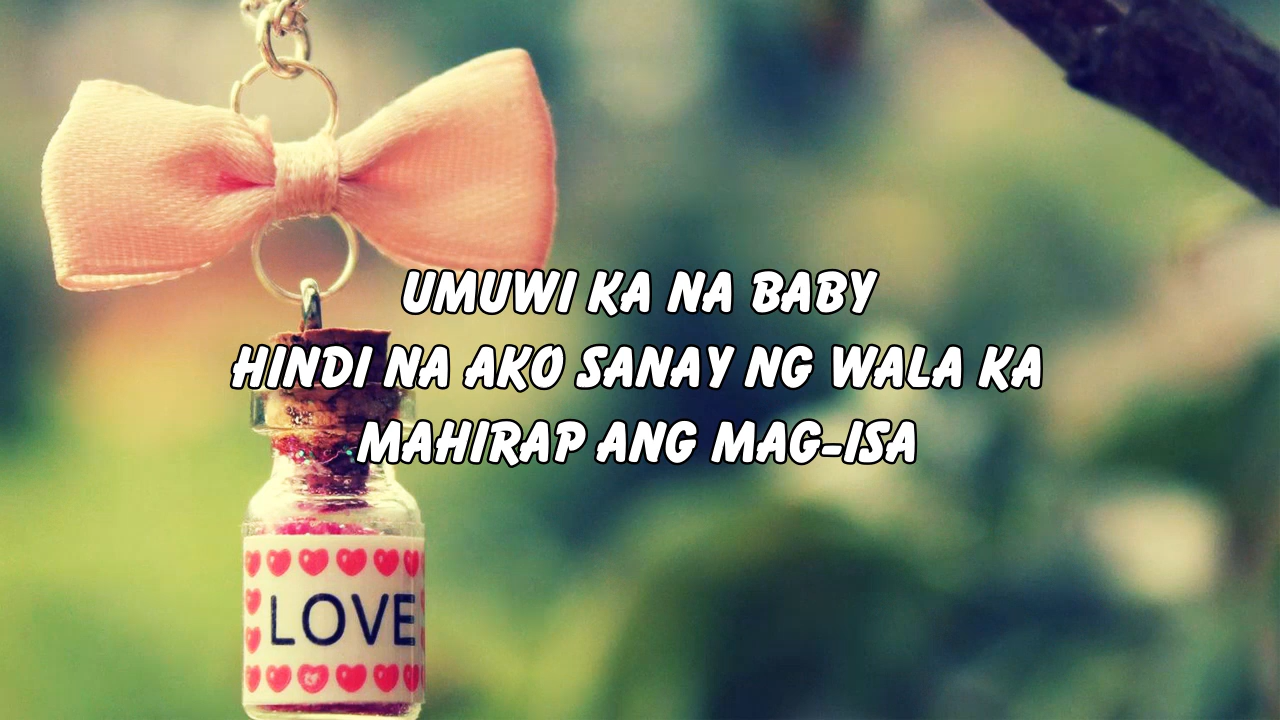 UMUWI KA NA BABY
HINDI NA AKO SANAY NG WALA KA
MAHIRAP ANG MAG-ISA
LOVE